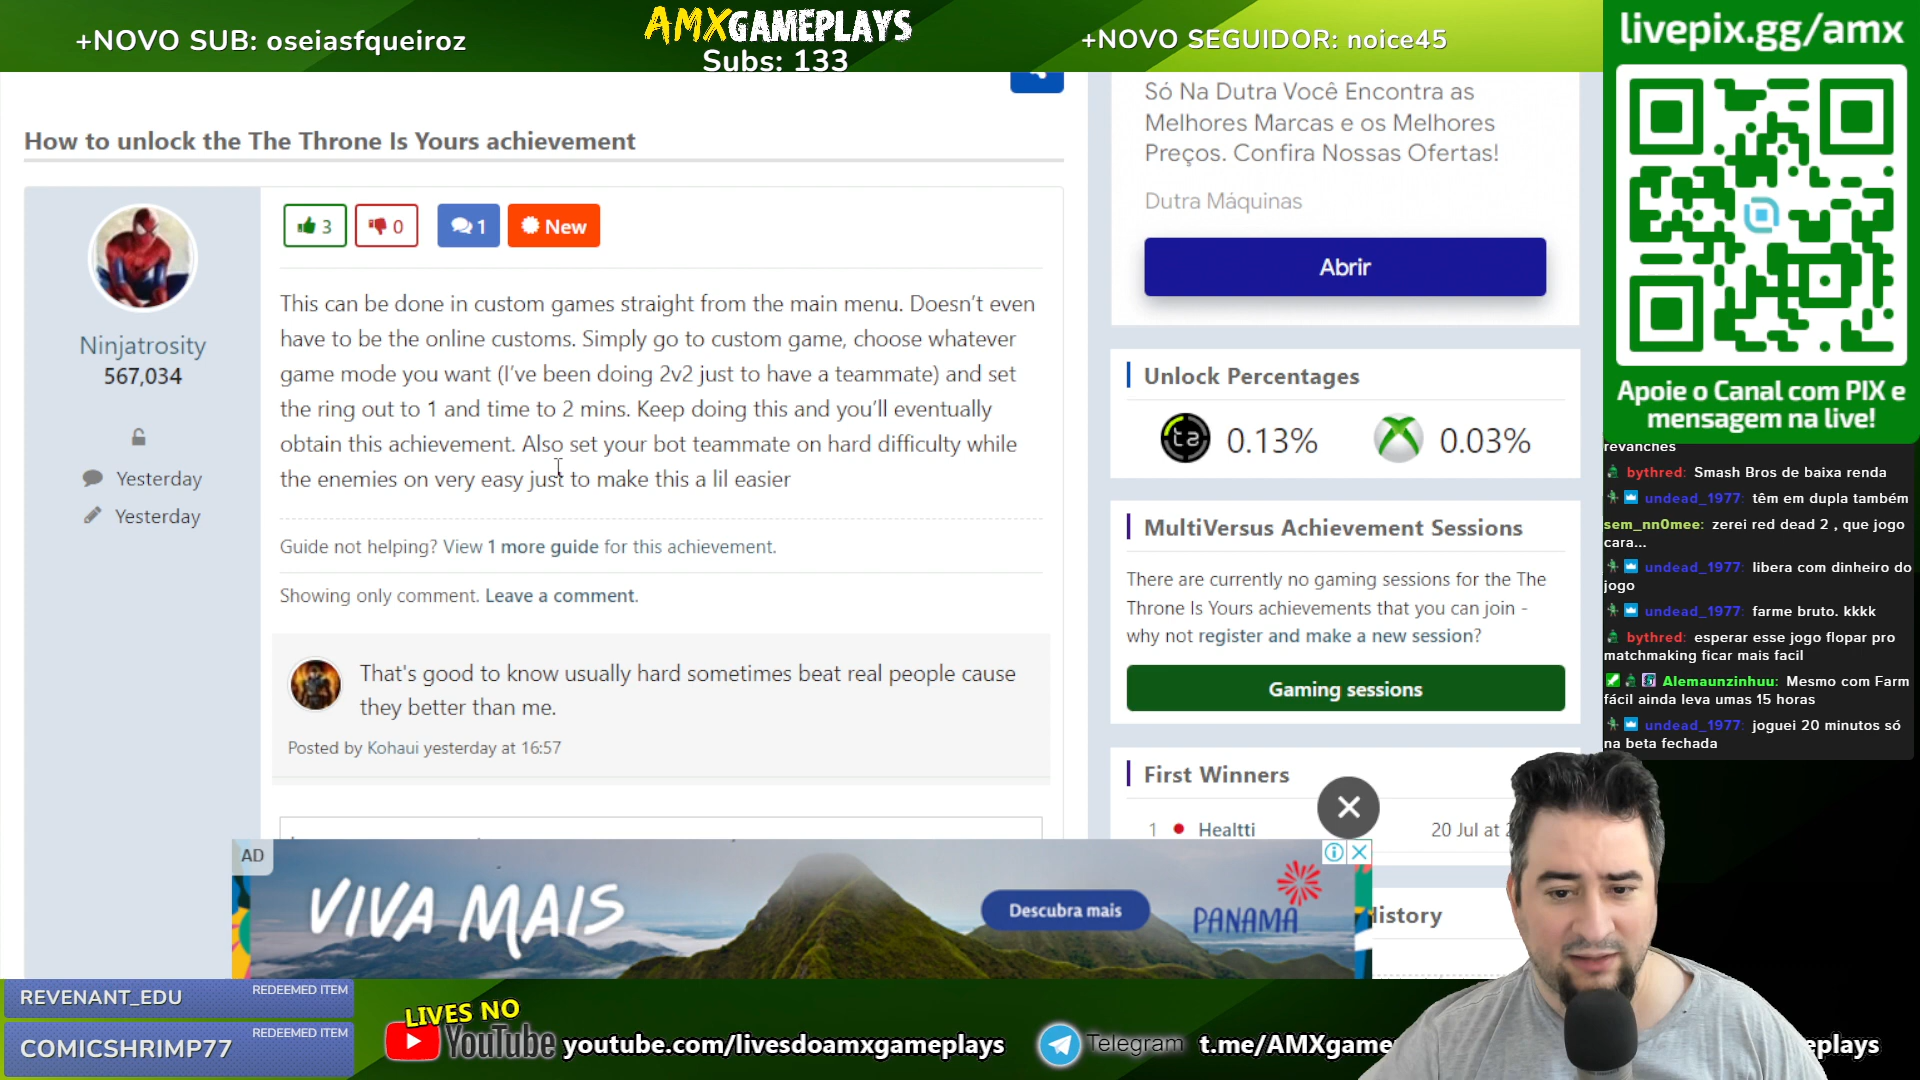 +NOVO SUB: oseiasfqueiroz
AMXGAMEPLAYS
Subs: 133
+NOVO SEGUIDOR: noice45
livepix.gg/amx
How to unlock the The Throne Is Yours achievement
3
0
1
New
Ninjatrosity
567,034
Yesterday
Yesterday
This can be done in custom games straight from the main menu. Doesn't even
have to be the online customs. Simply go to custom game, choose whatever
game mode you want (I've been doing 2v2 just to have a teammate) and set
the ring out to 1 and time to 2 mins. Keep doing this and you'll eventually
obtain this achievement. Also set your bot teammate on hard difficulty while
the enemies on very easy just to make this a lil easier
Guide not helping? View 1 more guide for this achievement.
Showing only comment. Leave a comment.
That's good to know usually hard sometimes beat real people cause
they better than me.
Posted by Kohaui yesterday at 16:57
Só Na Dutra Você Encontra as
Melhores Marcas e os Melhores
Preços. Confira Nossas Ofertas!
Dutra Máquinas
Abrir
Unlock Percentages
ta
0.13%
0.03%
MultiVersus Achievement Sessions
There are currently no gaming sessions for the The
Throne Is Yours achievements that you can join -
why not register and make a new session?
Gaming sessions
First Winners
1
Healtti
20 Jul at
History
AD
VIVA MAIS
Descubra mais
PANAMA
Apoie o Canal com PIX e
mensagem na live!
revanches
bythred: Smash Bros de baixa renda
undead_1977: têm em dupla também
sem_nn0mee: zerei red dead 2 , que jogo
cara...
undead_1977: libera com dinheiro do
jogo
undead_1977: farme bruto. kkkk
bythred: esperar esse jogo flopar pro
matchmaking ficar mais facil
Alemaunzinhuu: Mesmo com Farm
fácil ainda leva umas 15 horas
undead_1977: joguei 20 minutos só
na beta fechada
REVENANT_EDU
REDEEMED ITEM
COMICSHRIMP77
REDEEMED ITEM
LIVES NO
YouTube
youtube.com/livesdoamxgameplays
Telegram
t.me/AMXgame
eplays